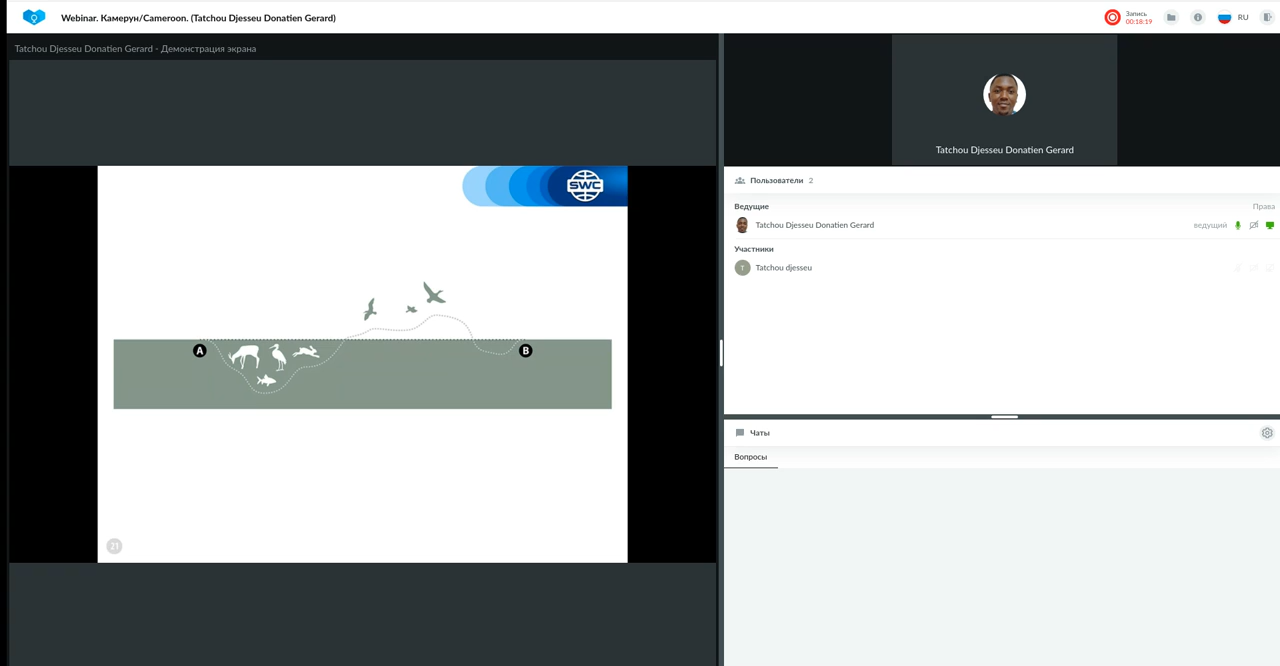 Webinar. Камерун/Cameroon. (Tatchou Djesseu Donatien Gerard)
Запись
00:18:19
RU
Tatchou Djesseu Donatien Gerard - Демонстрация экрана
SWC
A
B
21
Tatchou Djesseu Donatien Gerard
Пользователи 2
Ведущие Права
Tatchou Djesseu Donatien Gerard ведущий
Участники
T Tatchou djesseu
Чаты
Вопросы